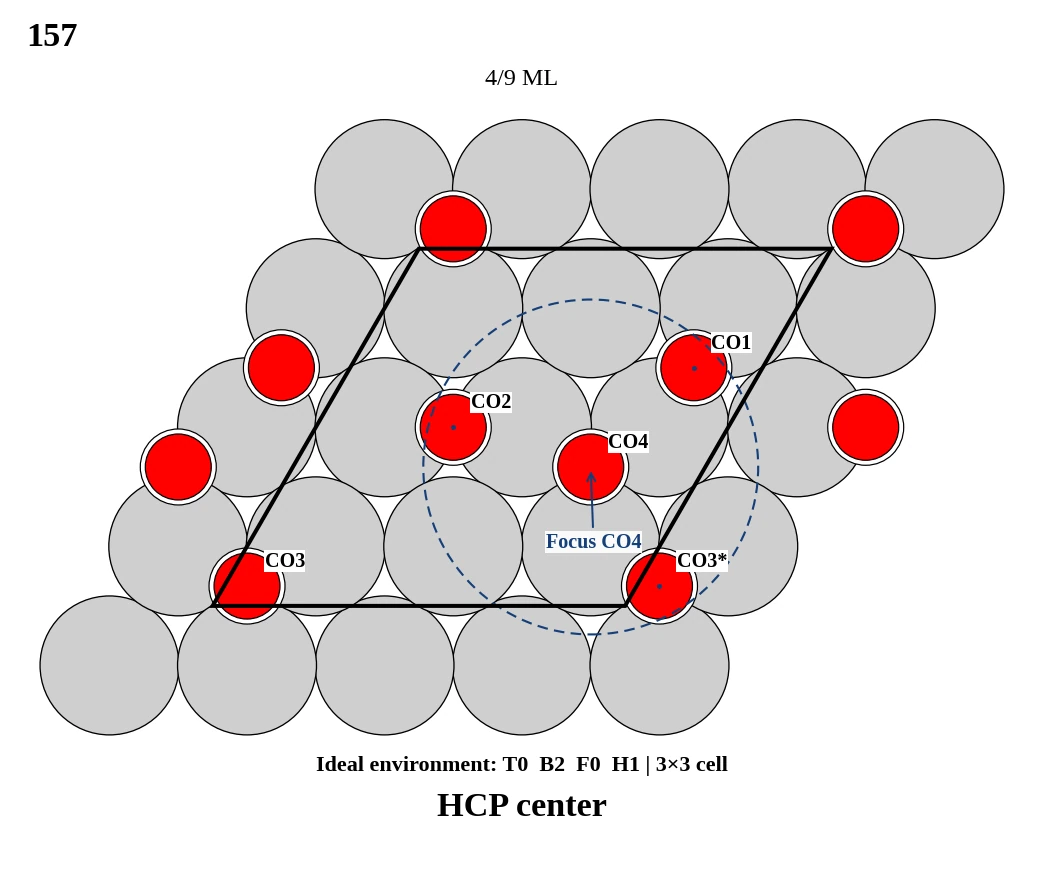 157
4/9 ML
CO1
CO2
CO4
Focus CO4
CO3
CO3*
Ideal environment: T0 B2 F0 H1 | 3×3 cell
HCP center